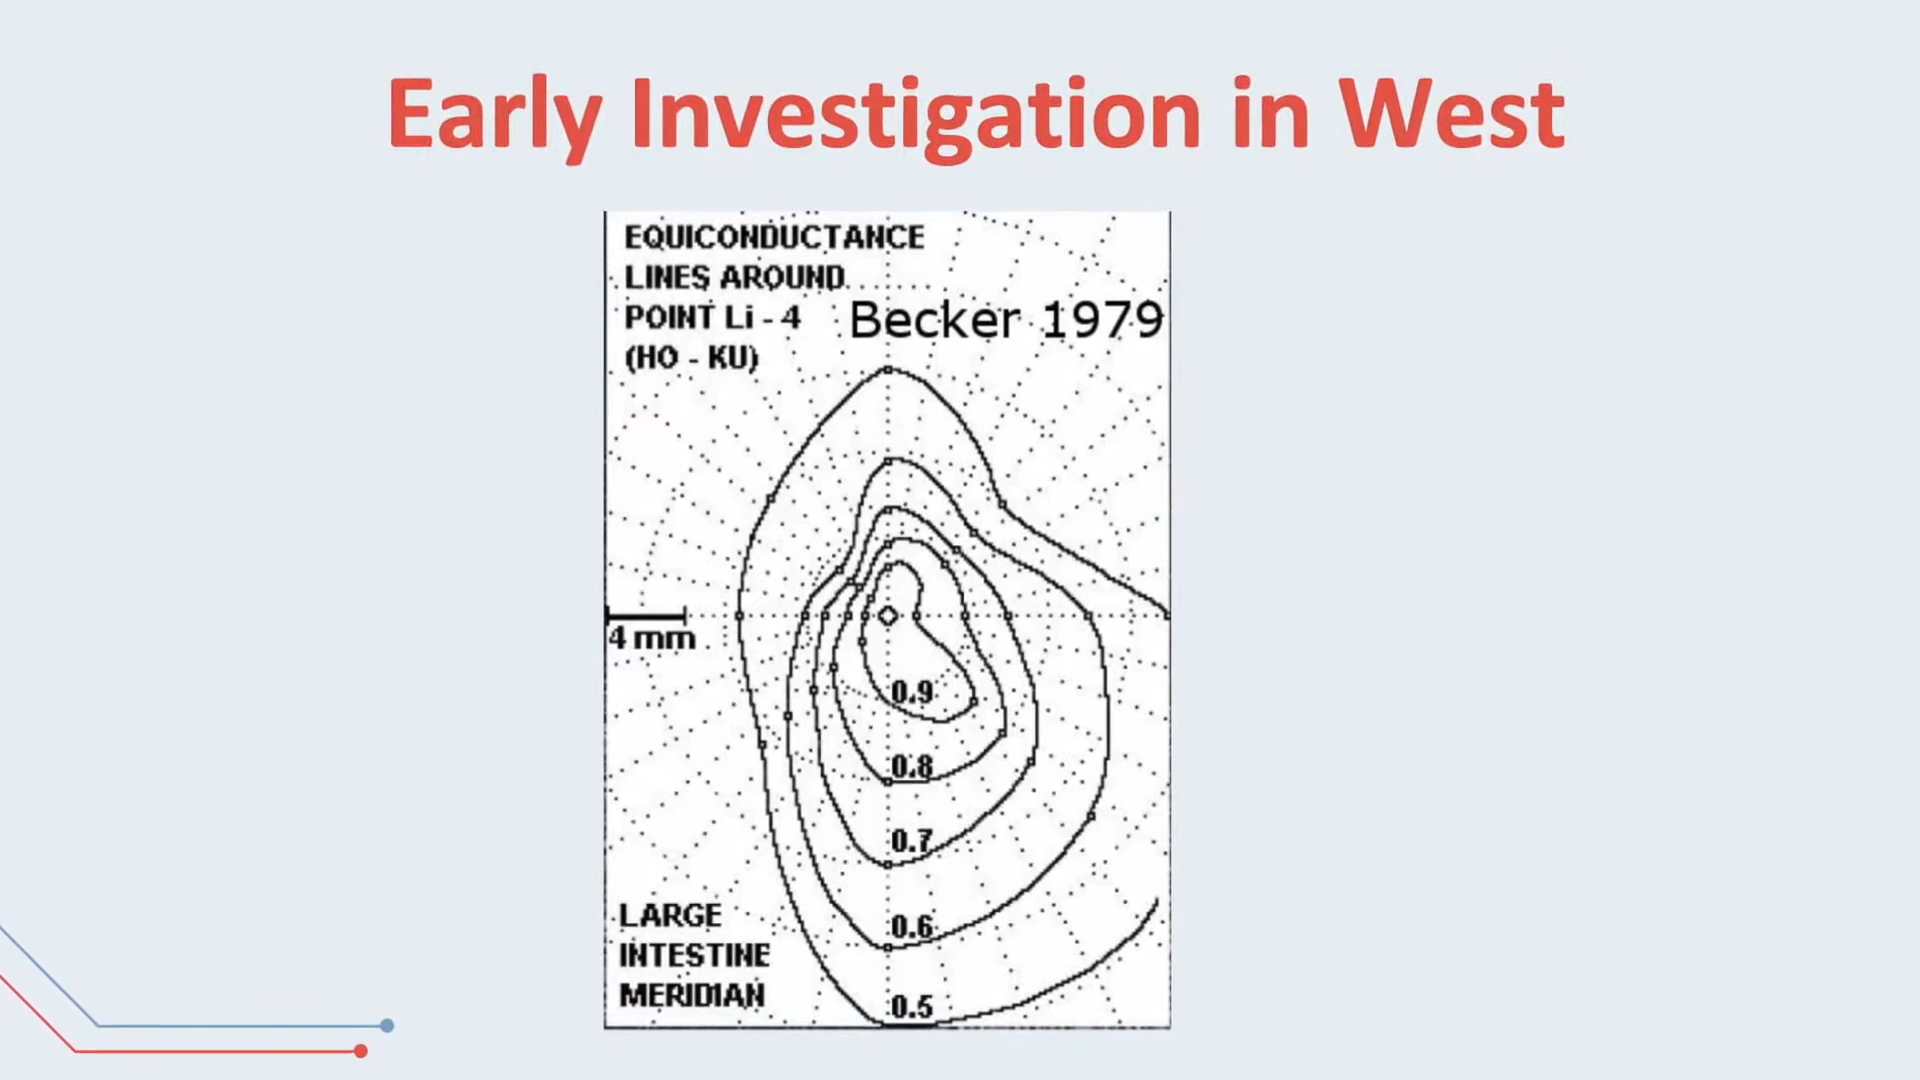 Early Investigation in West
EQUICONDUCTANCE
LINES AROUND
POINT Li - 4
(HO - KU)
Becker 1979
4 mm
0.9
0.8
0.7
0.6
0.5
LARGE
INTESTINE
MERIDIAN